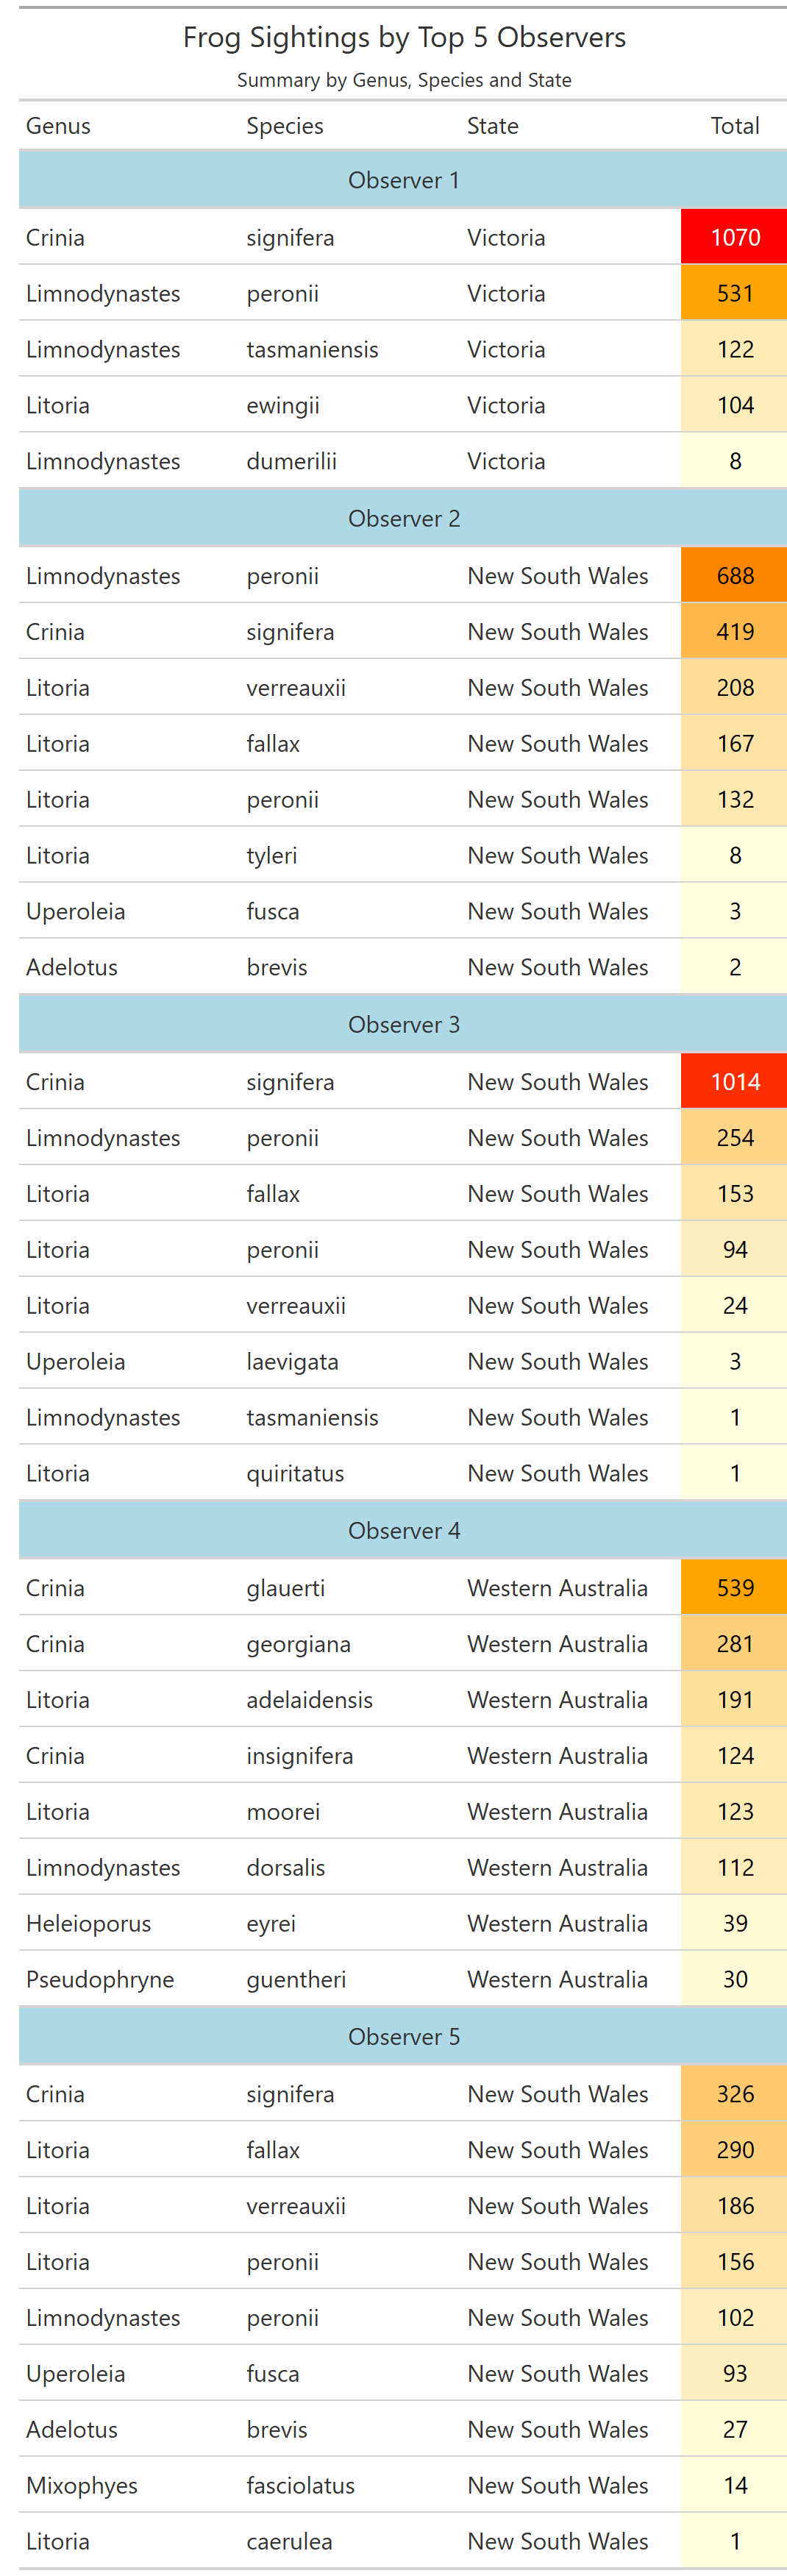 Frog Sightings by Top 5 Observers
Summary by Genus, Species and State
Genus Species State Total
Observer 1
Crinia signifera Victoria 1070
Limnodynastes peronii Victoria 531
Limnodynastes tasmaniensis Victoria 122
Litoria ewingii Victoria 104
Limnodynastes dumerilii Victoria 8
Observer 2
Limnodynastes peronii New South Wales 688
Crinia signifera New South Wales 419
Litoria verreauxii New South Wales 208
Litoria fallax New South Wales 167
Litoria peronii New South Wales 132
Litoria tyleri New South Wales 8
Uperoleia fusca New South Wales 3
Adelotus brevis New South Wales 2
Observer 3
Crinia signifera New South Wales 1014
Limnodynastes peronii New South Wales 254
Litoria fallax New South Wales 153
Litoria peronii New South Wales 94
Litoria verreauxii New South Wales 24
Uperoleia laevigata New South Wales 3
Limnodynastes tasmaniensis New South Wales 1
Litoria quiritatus New South Wales 1
Observer 4
Crinia glauerti Western Australia 539
Crinia georgiana Western Australia 281
Litoria adelaidensis Western Australia 191
Crinia insignifera Western Australia 124
Litoria moorei Western Australia 123
Limnodynastes dorsalis Western Australia 112
Heleioporus eyrei Western Australia 39
Pseudophryne guentheri Western Australia 30
Observer 5
Crinia signifera New South Wales 326
Litoria fallax New South Wales 290
Litoria verreauxii New South Wales 186
Litoria peronii New South Wales 156
Limnodynastes peronii New South Wales 102
Uperoleia fusca New South Wales 93
Adelotus brevis New South Wales 27
Mixophyes fasciolatus New South Wales 14
Litoria caerulea New South Wales 1